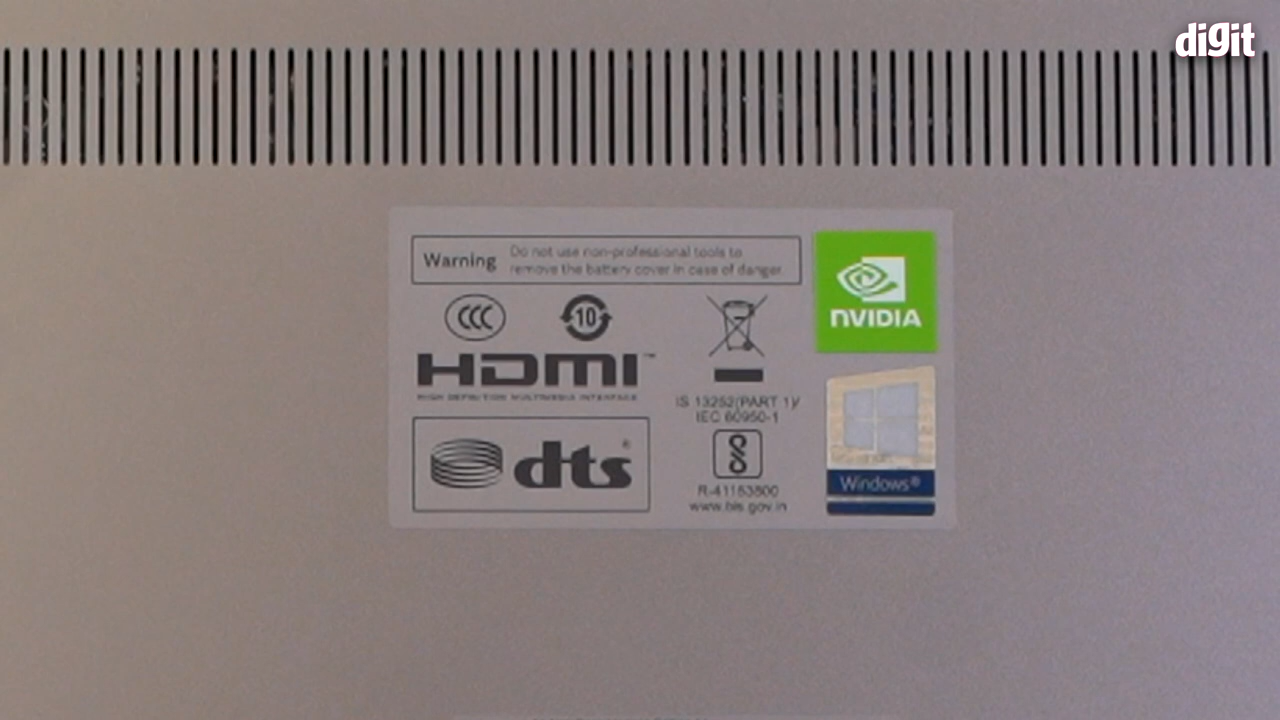 digit
Warning
Do not use non-professional tools to
remove the battery cover in case of danger.
CCC
10
HDMI™
HIGH DEFINITION MULTIMEDIA INTERFACE
dts®
IS 13252(PART 1)/
IEC 60950-1
R-41153800
www.bis.gov.in
NVIDIA
Windows®